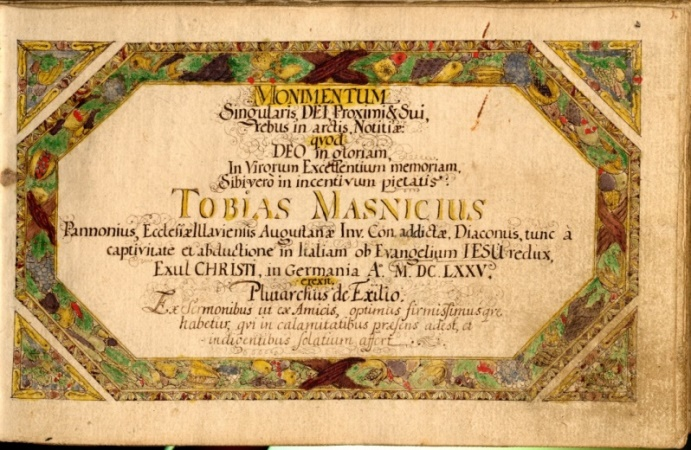 MONIMENTUM
Singularis, DEI, Proximi & Sui,
rebus in arctis, Notitiæ:
qvod
DEO in gloriam,
In Virorum Excellentium memoriam,
Sibi vero in incentivum pietatis
TOBIAS MASNICIUS
Pannonius, Ecclesiæ Illaviensis Augustanæ Inv. Con. addictæ, Diaconus, tunc à
captivitate et abductione in Italiam ob Evangelium IESU redux,
Exul CHRISTI, in Germania A. M. DC. LXXV.
erexit.
Plutarchus de Exilio.
Ex Sermonibus ut ex Amicis, optimus firmissimusqve
habetur, qvi in calamitatibus præsens adest, et
indigentibus solatium affert